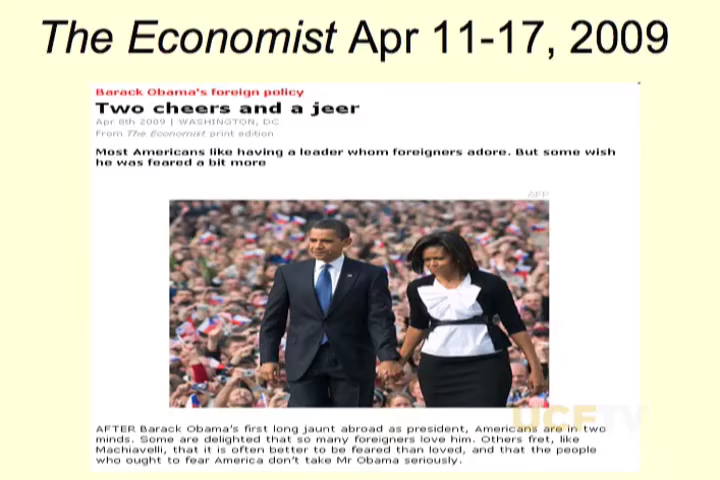 The Economist Apr 11-17, 2009
Barack Obama's foreign policy
Two cheers and a jeer
Apr 8th 2009 | WASHINGTON, DC
From The Economist print edition
Most Americans like having a leader whom foreigners adore. But some wish
he was feared a bit more
AFP
AFTER Barack Obama's first long jaunt abroad as president, Americans are in two
minds. Some are delighted that so many foreigners love him. Others fret, like
Machiavelli, that it is often better to be feared than loved, and that the people
who ought to fear America don't take Mr Obama seriously.
UCFTV